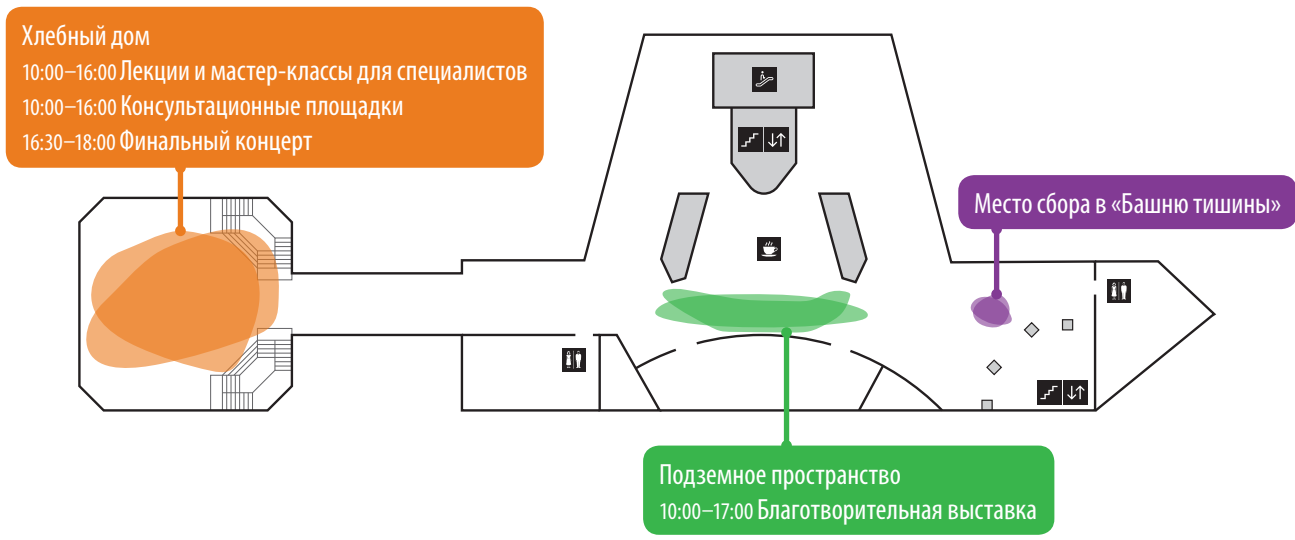 Хлебный дом
10:00–16:00 Лекции и мастер-классы для специалистов
10:00–16:00 Консультационные площадки
16:30–18:00 Финальный концерт
Место сбора в «Башню тишины»
Подземное пространство
10:00–17:00 Благотворительная выставка